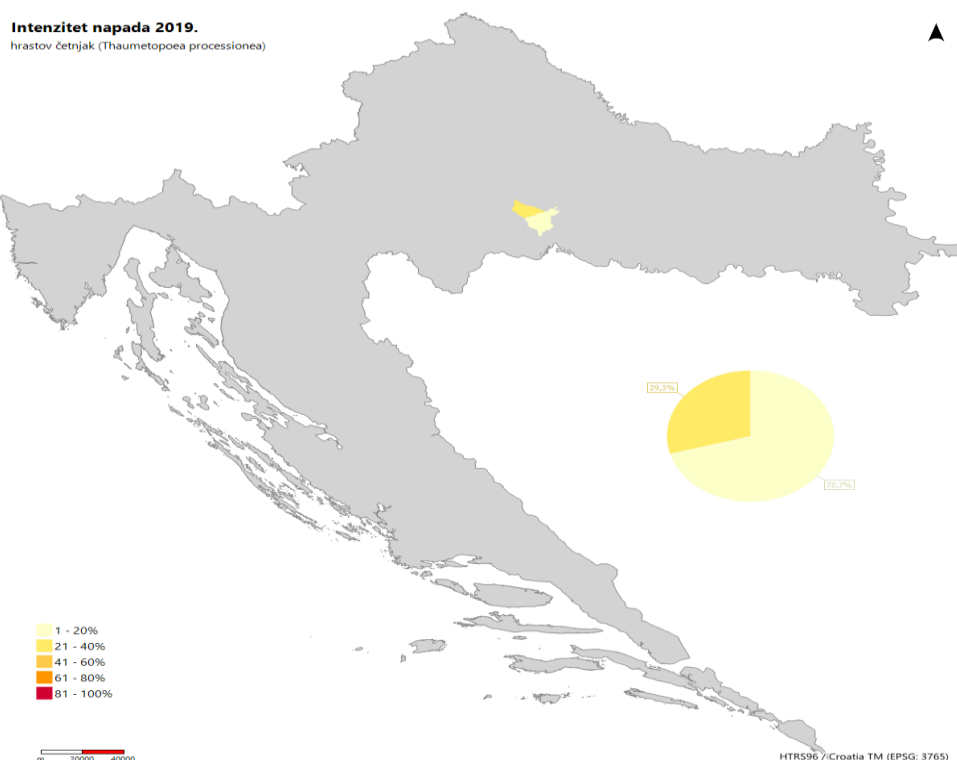 Intenzitet napada 2019.
hrastov četnjak (Thaumetopoea processionea)
29,3%
70,7%
1 - 20%
21 - 40%
41 - 60%
61 - 80%
81 - 100%
m 20000 40000
HTRS96 / Croatia TM (EPSG: 3765)